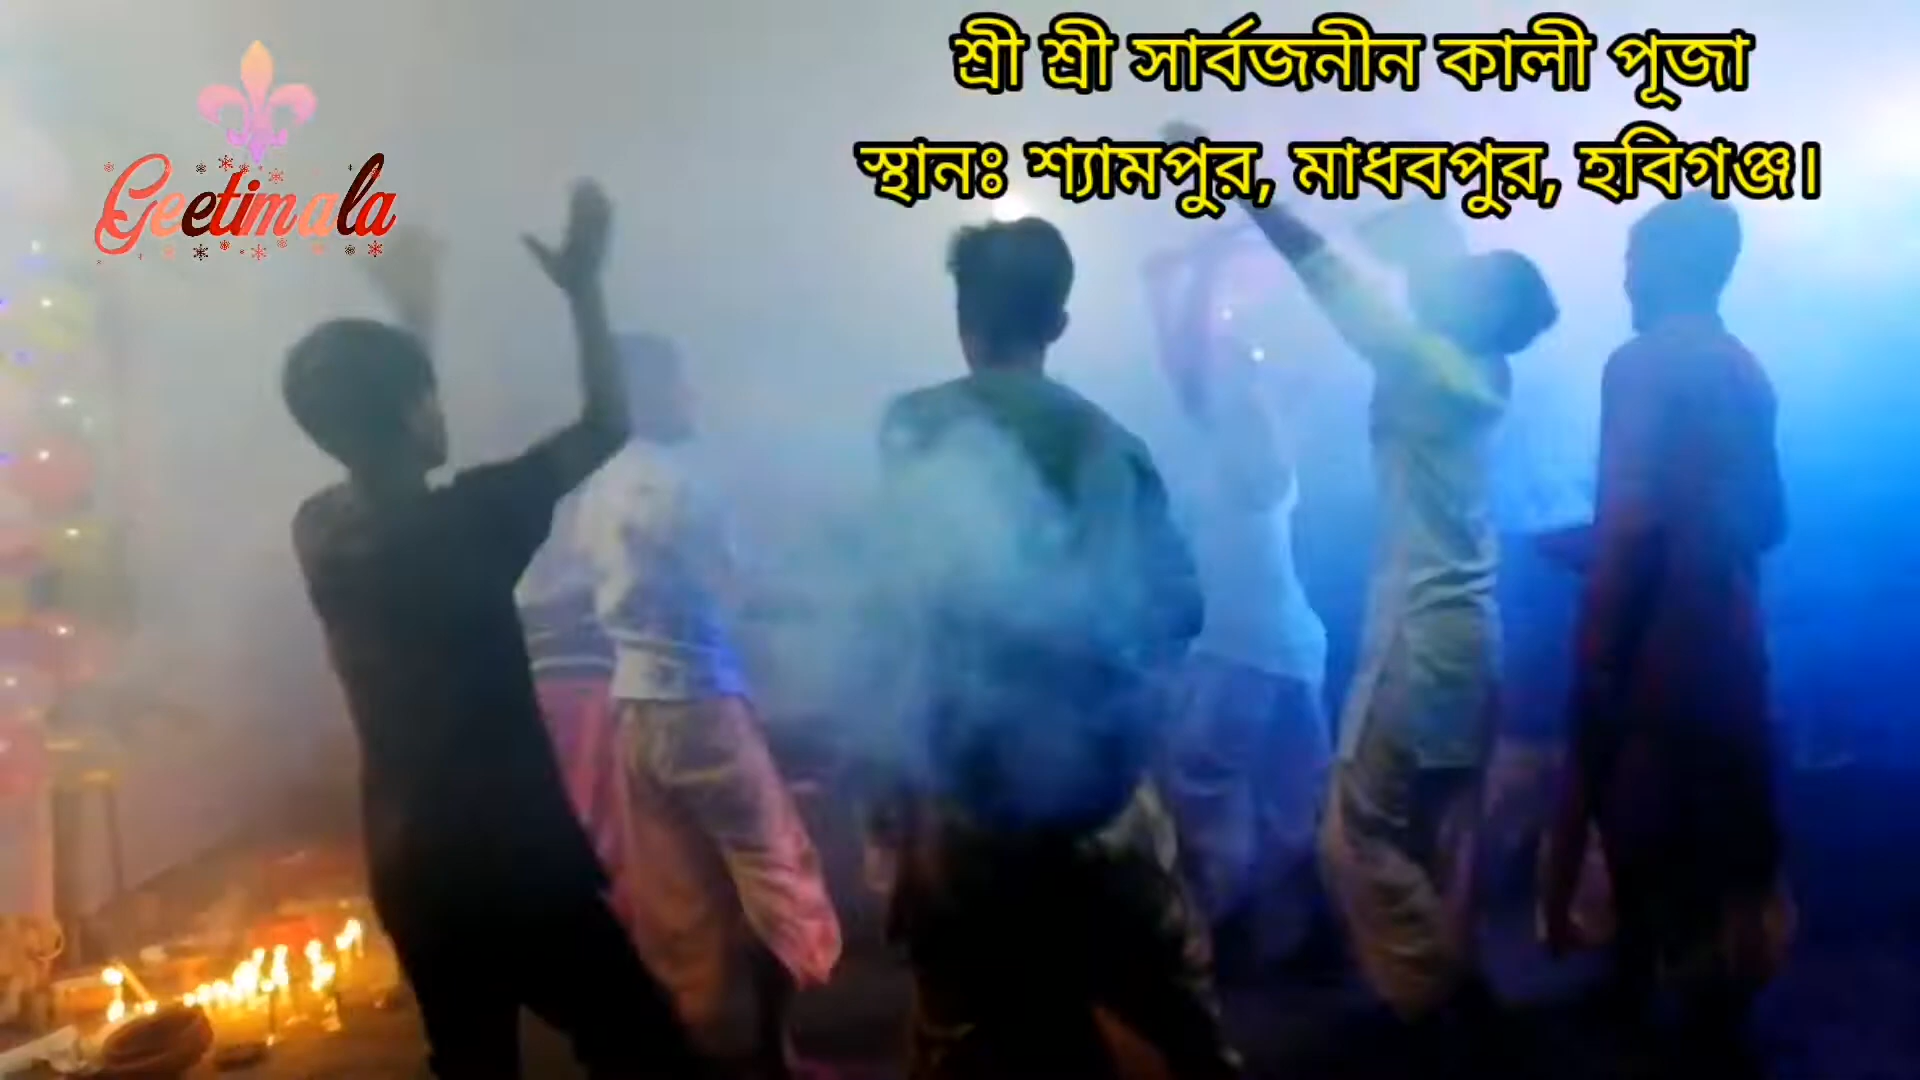 শ্রী শ্রী সার্বজনীন কালী পূজা
স্থানঃ শ্যামপুর, মাধবপুর, হবিগঞ্জ।
Geetimala